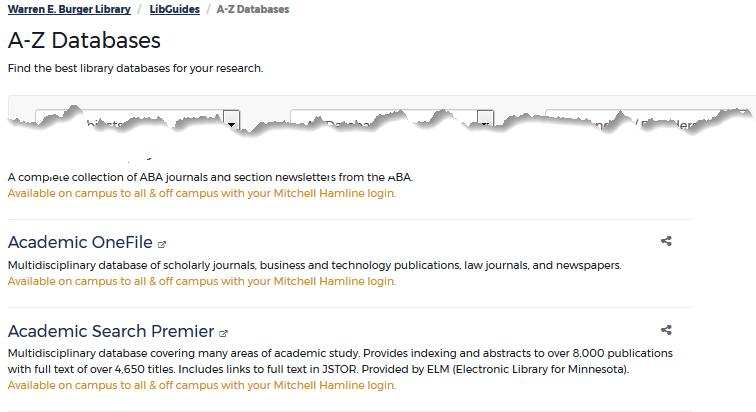 Warren E. Burger Library / LibGuides / A-Z Databases
A-Z Databases
Find the best library databases for your research.
A complete collection of ABA journals and section newsletters from the ABA.
Available on campus to all & off campus with your Mitchell Hamline login.
Academic OneFile
Multidisciplinary database of scholarly journals, business and technology publications, law journals, and newspapers.
Available on campus to all & off campus with your Mitchell Hamline login.
Academic Search Premier
Multidisciplinary database covering many areas of academic study. Provides indexing and abstracts to over 8,000 publications
with full text of over 4,650 titles. Includes links to full text in JSTOR. Provided by ELM (Electronic Library for Minnesota).
Available on campus to all & off campus with your Mitchell Hamline login.